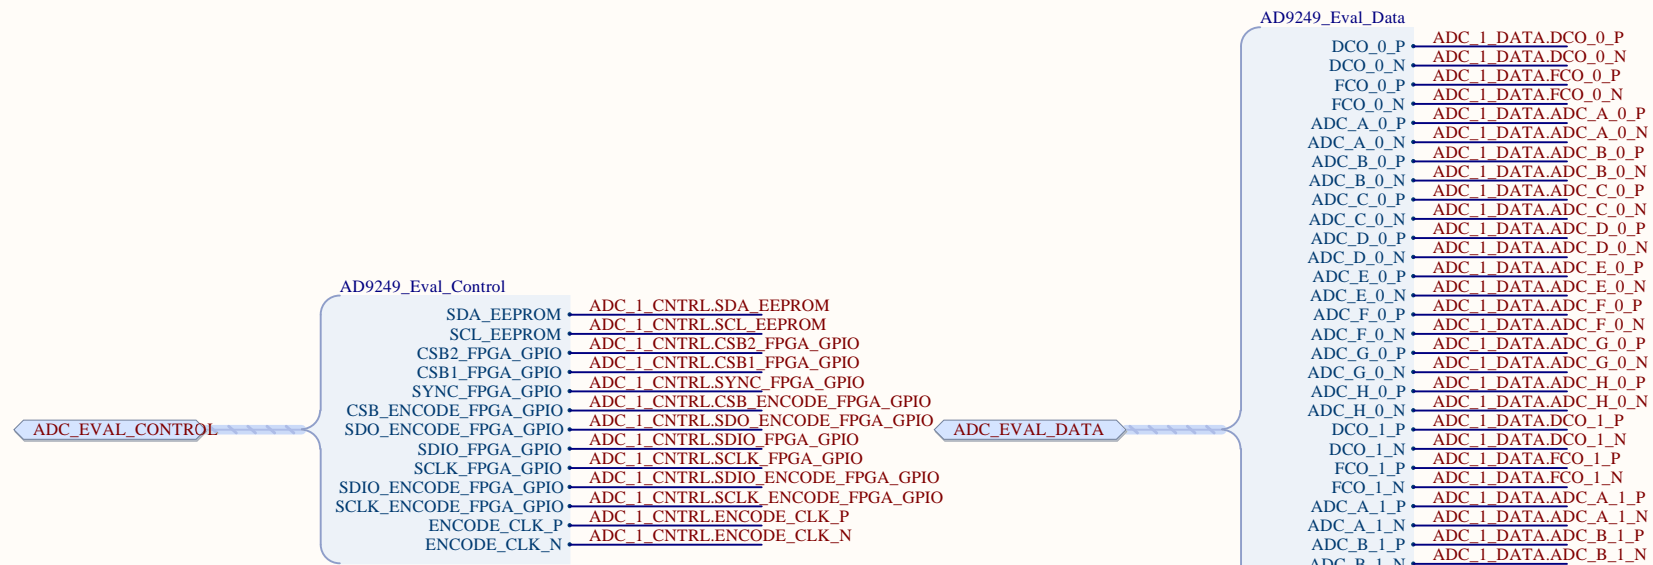 AD9249_Eval_Control
SDA_EEPROM ADC_1_CNTRL.SDA_EEPROM
SCL_EEPROM ADC_1_CNTRL.SCL_EEPROM
CSB2_FPGA_GPIO ADC_1_CNTRL.CSB2_FPGA_GPIO
CSB1_FPGA_GPIO ADC_1_CNTRL.CSB1_FPGA_GPIO
SYNC_FPGA_GPIO ADC_1_CNTRL.SYNC_FPGA_GPIO
CSB_ENCODE_FPGA_GPIO ADC_1_CNTRL.CSB_ENCODE_FPGA_GPIO
ADC_EVAL_CONTROL
SDO_ENCODE_FPGA_GPIO ADC_1_CNTRL.SDO_ENCODE_FPGA_GPIO
SDIO_FPGA_GPIO ADC_1_CNTRL.SDIO_FPGA_GPIO
SCLK_FPGA_GPIO ADC_1_CNTRL.SCLK_FPGA_GPIO
SDIO_ENCODE_FPGA_GPIO ADC_1_CNTRL.SDIO_ENCODE_FPGA_GPIO
SCLK_ENCODE_FPGA_GPIO ADC_1_CNTRL.SCLK_ENCODE_FPGA_GPIO
ENCODE_CLK_P ADC_1_CNTRL.ENCODE_CLK_P
ENCODE_CLK_N ADC_1_CNTRL.ENCODE_CLK_N
AD9249_Eval_Data
DCO_0_P ADC_1_DATA.DCO_0_P
DCO_0_N ADC_1_DATA.DCO_0_N
FCO_0_P ADC_1_DATA.FCO_0_P
FCO_0_N ADC_1_DATA.FCO_0_N
ADC_A_0_P ADC_1_DATA.ADC_A_0_P
ADC_A_0_N ADC_1_DATA.ADC_A_0_N
ADC_B_0_P ADC_1_DATA.ADC_B_0_P
ADC_B_0_N ADC_1_DATA.ADC_B_0_N
ADC_C_0_P ADC_1_DATA.ADC_C_0_P
ADC_C_0_N ADC_1_DATA.ADC_C_0_N
ADC_D_0_P ADC_1_DATA.ADC_D_0_P
ADC_D_0_N ADC_1_DATA.ADC_D_0_N
ADC_E_0_P ADC_1_DATA.ADC_E_0_P
ADC_E_0_N ADC_1_DATA.ADC_E_0_N
ADC_F_0_P ADC_1_DATA.ADC_F_0_P
ADC_F_0_N ADC_1_DATA.ADC_F_0_N
ADC_G_0_P ADC_1_DATA.ADC_G_0_P
ADC_G_0_N ADC_1_DATA.ADC_G_0_N
ADC_H_0_P ADC_1_DATA.ADC_H_0_P
ADC_H_0_N ADC_1_DATA.ADC_H_0_N
ADC_EVAL_DATA
DCO_1_P ADC_1_DATA.DCO_1_P
DCO_1_N ADC_1_DATA.DCO_1_N
FCO_1_P ADC_1_DATA.FCO_1_P
FCO_1_N ADC_1_DATA.FCO_1_N
ADC_A_1_P ADC_1_DATA.ADC_A_1_P
ADC_A_1_N ADC_1_DATA.ADC_A_1_N
ADC_B_1_P ADC_1_DATA.ADC_B_1_P
ADC_B_1_N ADC_1_DATA.ADC_B_1_N